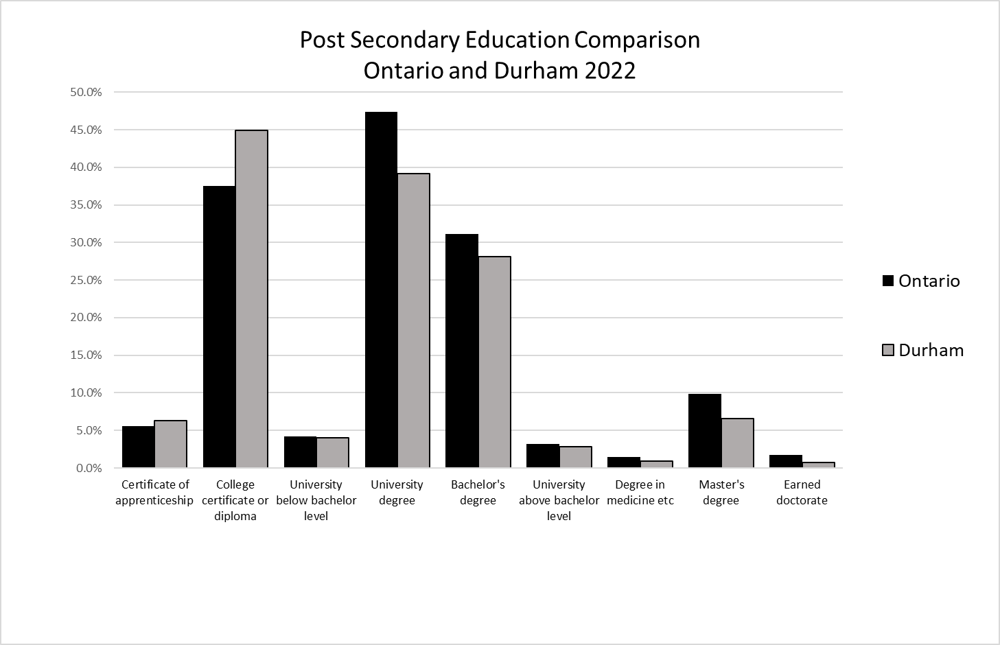 Post Secondary Education Comparison
Ontario and Durham 2022
50.0%
45.0%
40.0%
35.0%
30.0%
25.0%
20.0%
15.0%
10.0%
5.0%
0.0%
Certificate of
apprenticeship
College
certificate or
diploma
University
below bachelor
level
University
degree
Bachelor's
degree
University
above bachelor
level
Degree in
medicine etc
Master's
degree
Earned
doctorate
Ontario
Durham